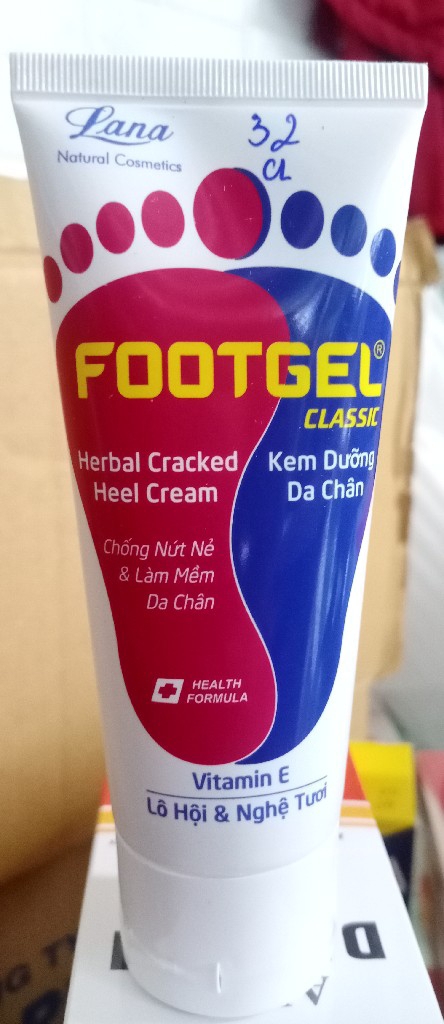 Lana
Natural Cosmetics
32
a
FOOTGEL®
CLASSIC
Herbal Cracked
Heel Cream
Kem Dưỡng
Da Chân
Chống Nứt Nẻ
& Làm Mềm
Da Chân
HEALTH
FORMULA
Vitamin E
Lô Hội & Nghệ Tươi